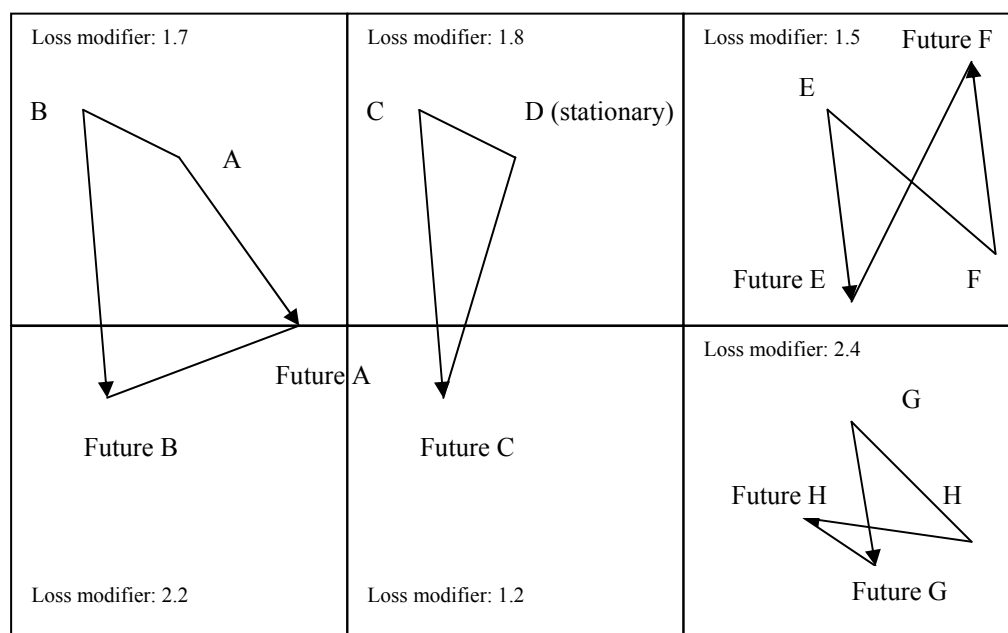 Loss modifier: 1.7
Loss modifier: 1.8
Loss modifier: 1.5
Future F
B
A
C
D (stationary)
E
Future E
F
Future A
Future B
Future C
Loss modifier: 2.4
G
Future H
H
Future G
Loss modifier: 2.2
Loss modifier: 1.2